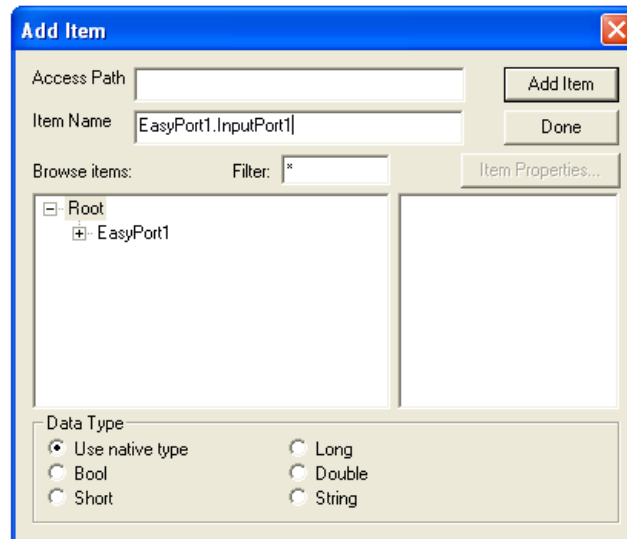 Add Item
Access Path
Add Item
Item Name EasyPort1.InputPort1
Done
Browse items: Filter: *
Item Properties...
Root
EasyPort1
Data Type
Use native type Long
Bool Double
Short String